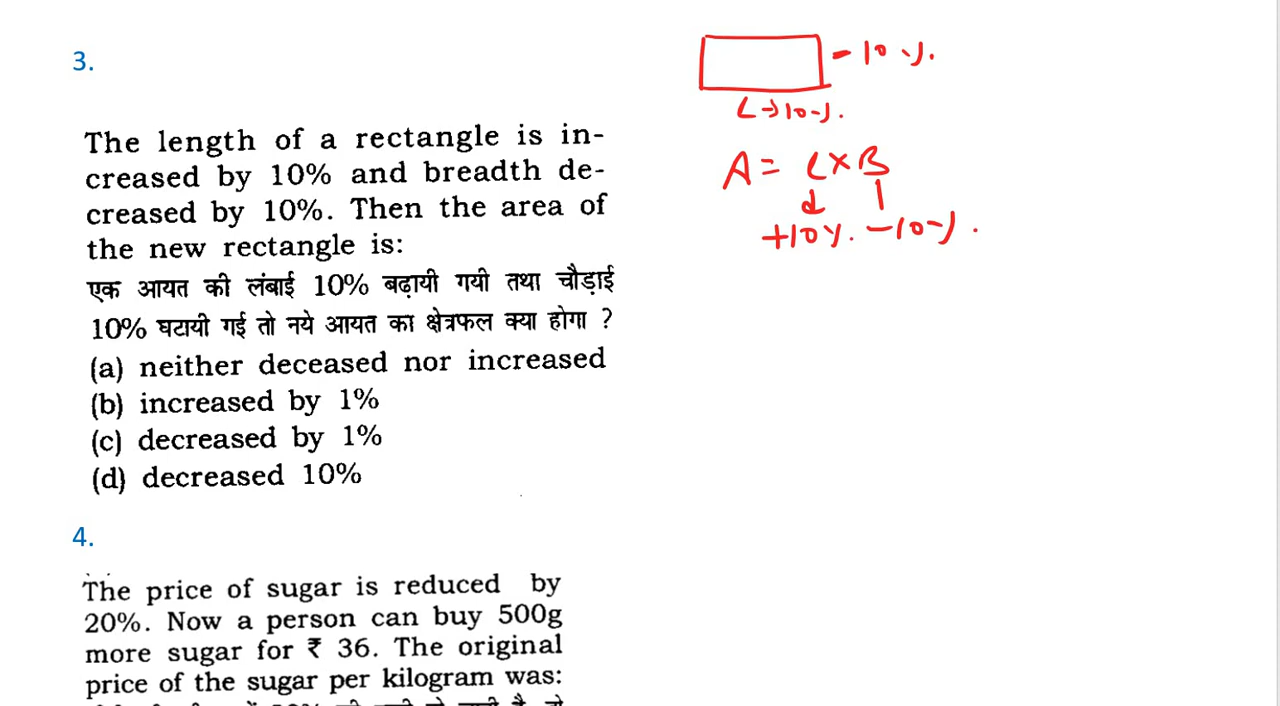 3.
The length of a rectangle is in-
creased by 10% and breadth de-
creased by 10%. Then the area of
the new rectangle is:
एक आयत की लंबाई 10% बढ़ायी गयी तथा चौड़ाई
10% घटायी गई तो नये आयत का क्षेत्रफल क्या होगा ?
(a) neither deceased nor increased
(b) increased by 1%
(c) decreased by 1%
(d) decreased 10%
4.
The price of sugar is reduced by
20%. Now a person can buy 500g
more sugar for ₹ 36. The original
price of the sugar per kilogram was:
- 10 %.
L → 10 %.
A = L × B
+10%. -10%.